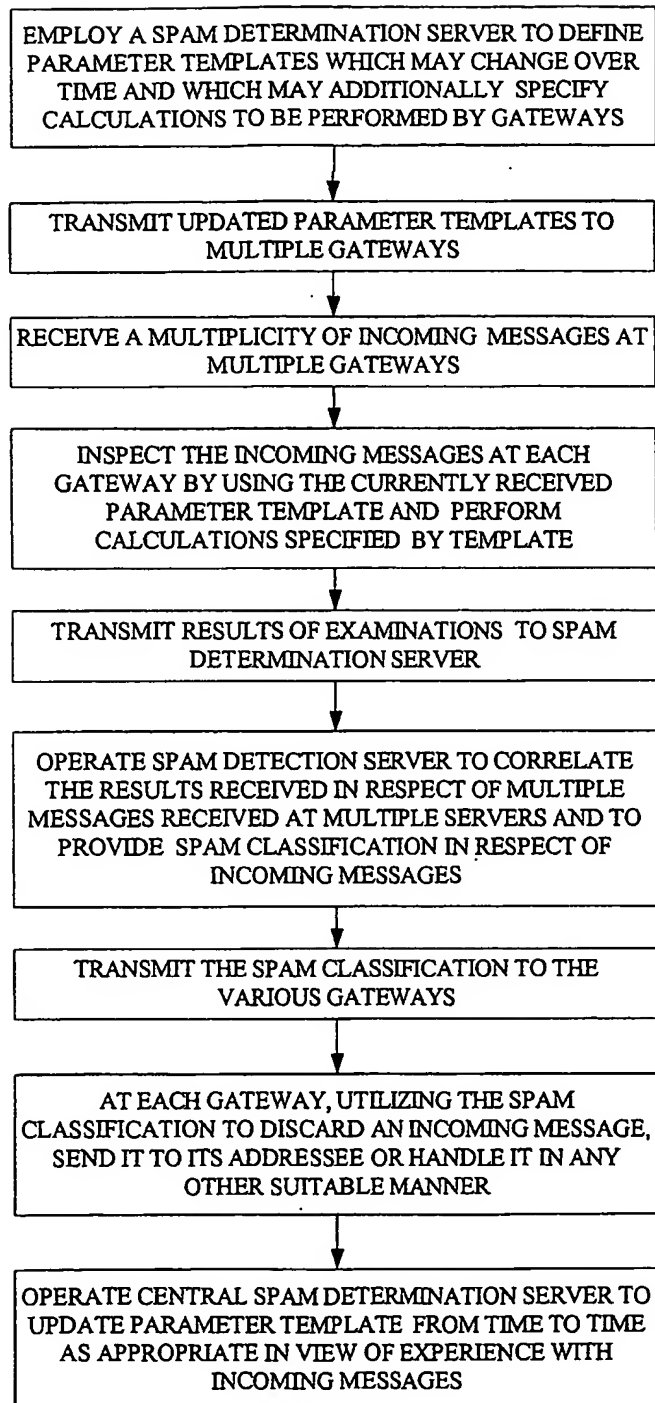 EMPLOY A SPAM DETERMINATION SERVER TO DEFINE
PARAMETER TEMPLATES WHICH MAY CHANGE OVER
TIME AND WHICH MAY ADDITIONALLY SPECIFY
CALCULATIONS TO BE PERFORMED BY GATEWAYS
TRANSMIT UPDATED PARAMETER TEMPLATES TO
MULTIPLE GATEWAYS
RECEIVE A MULTIPLICITY OF INCOMING MESSAGES AT
MULTIPLE GATEWAYS
INSPECT THE INCOMING MESSAGES AT EACH
GATEWAY BY USING THE CURRENTLY RECEIVED
PARAMETER TEMPLATE AND PERFORM
CALCULATIONS SPECIFIED BY TEMPLATE
TRANSMIT RESULTS OF EXAMINATIONS TO SPAM
DETERMINATION SERVER
OPERATE SPAM DETECTION SERVER TO CORRELATE
THE RESULTS RECEIVED IN RESPECT OF MULTIPLE
MESSAGES RECEIVED AT MULTIPLE SERVERS AND TO
PROVIDE SPAM CLASSIFICATION IN RESPECT OF
INCOMING MESSAGES
TRANSMIT THE SPAM CLASSIFICATION TO THE
VARIOUS GATEWAYS
AT EACH GATEWAY, UTILIZING THE SPAM
CLASSIFICATION TO DISCARD AN INCOMING MESSAGE,
SEND IT TO ITS ADDRESSEE OR HANDLE IT IN ANY
OTHER SUITABLE MANNER
OPERATE CENTRAL SPAM DETERMINATION SERVER TO
UPDATE PARAMETER TEMPLATE FROM TIME TO TIME
AS APPROPRIATE IN VIEW OF EXPERIENCE WITH
INCOMING MESSAGES